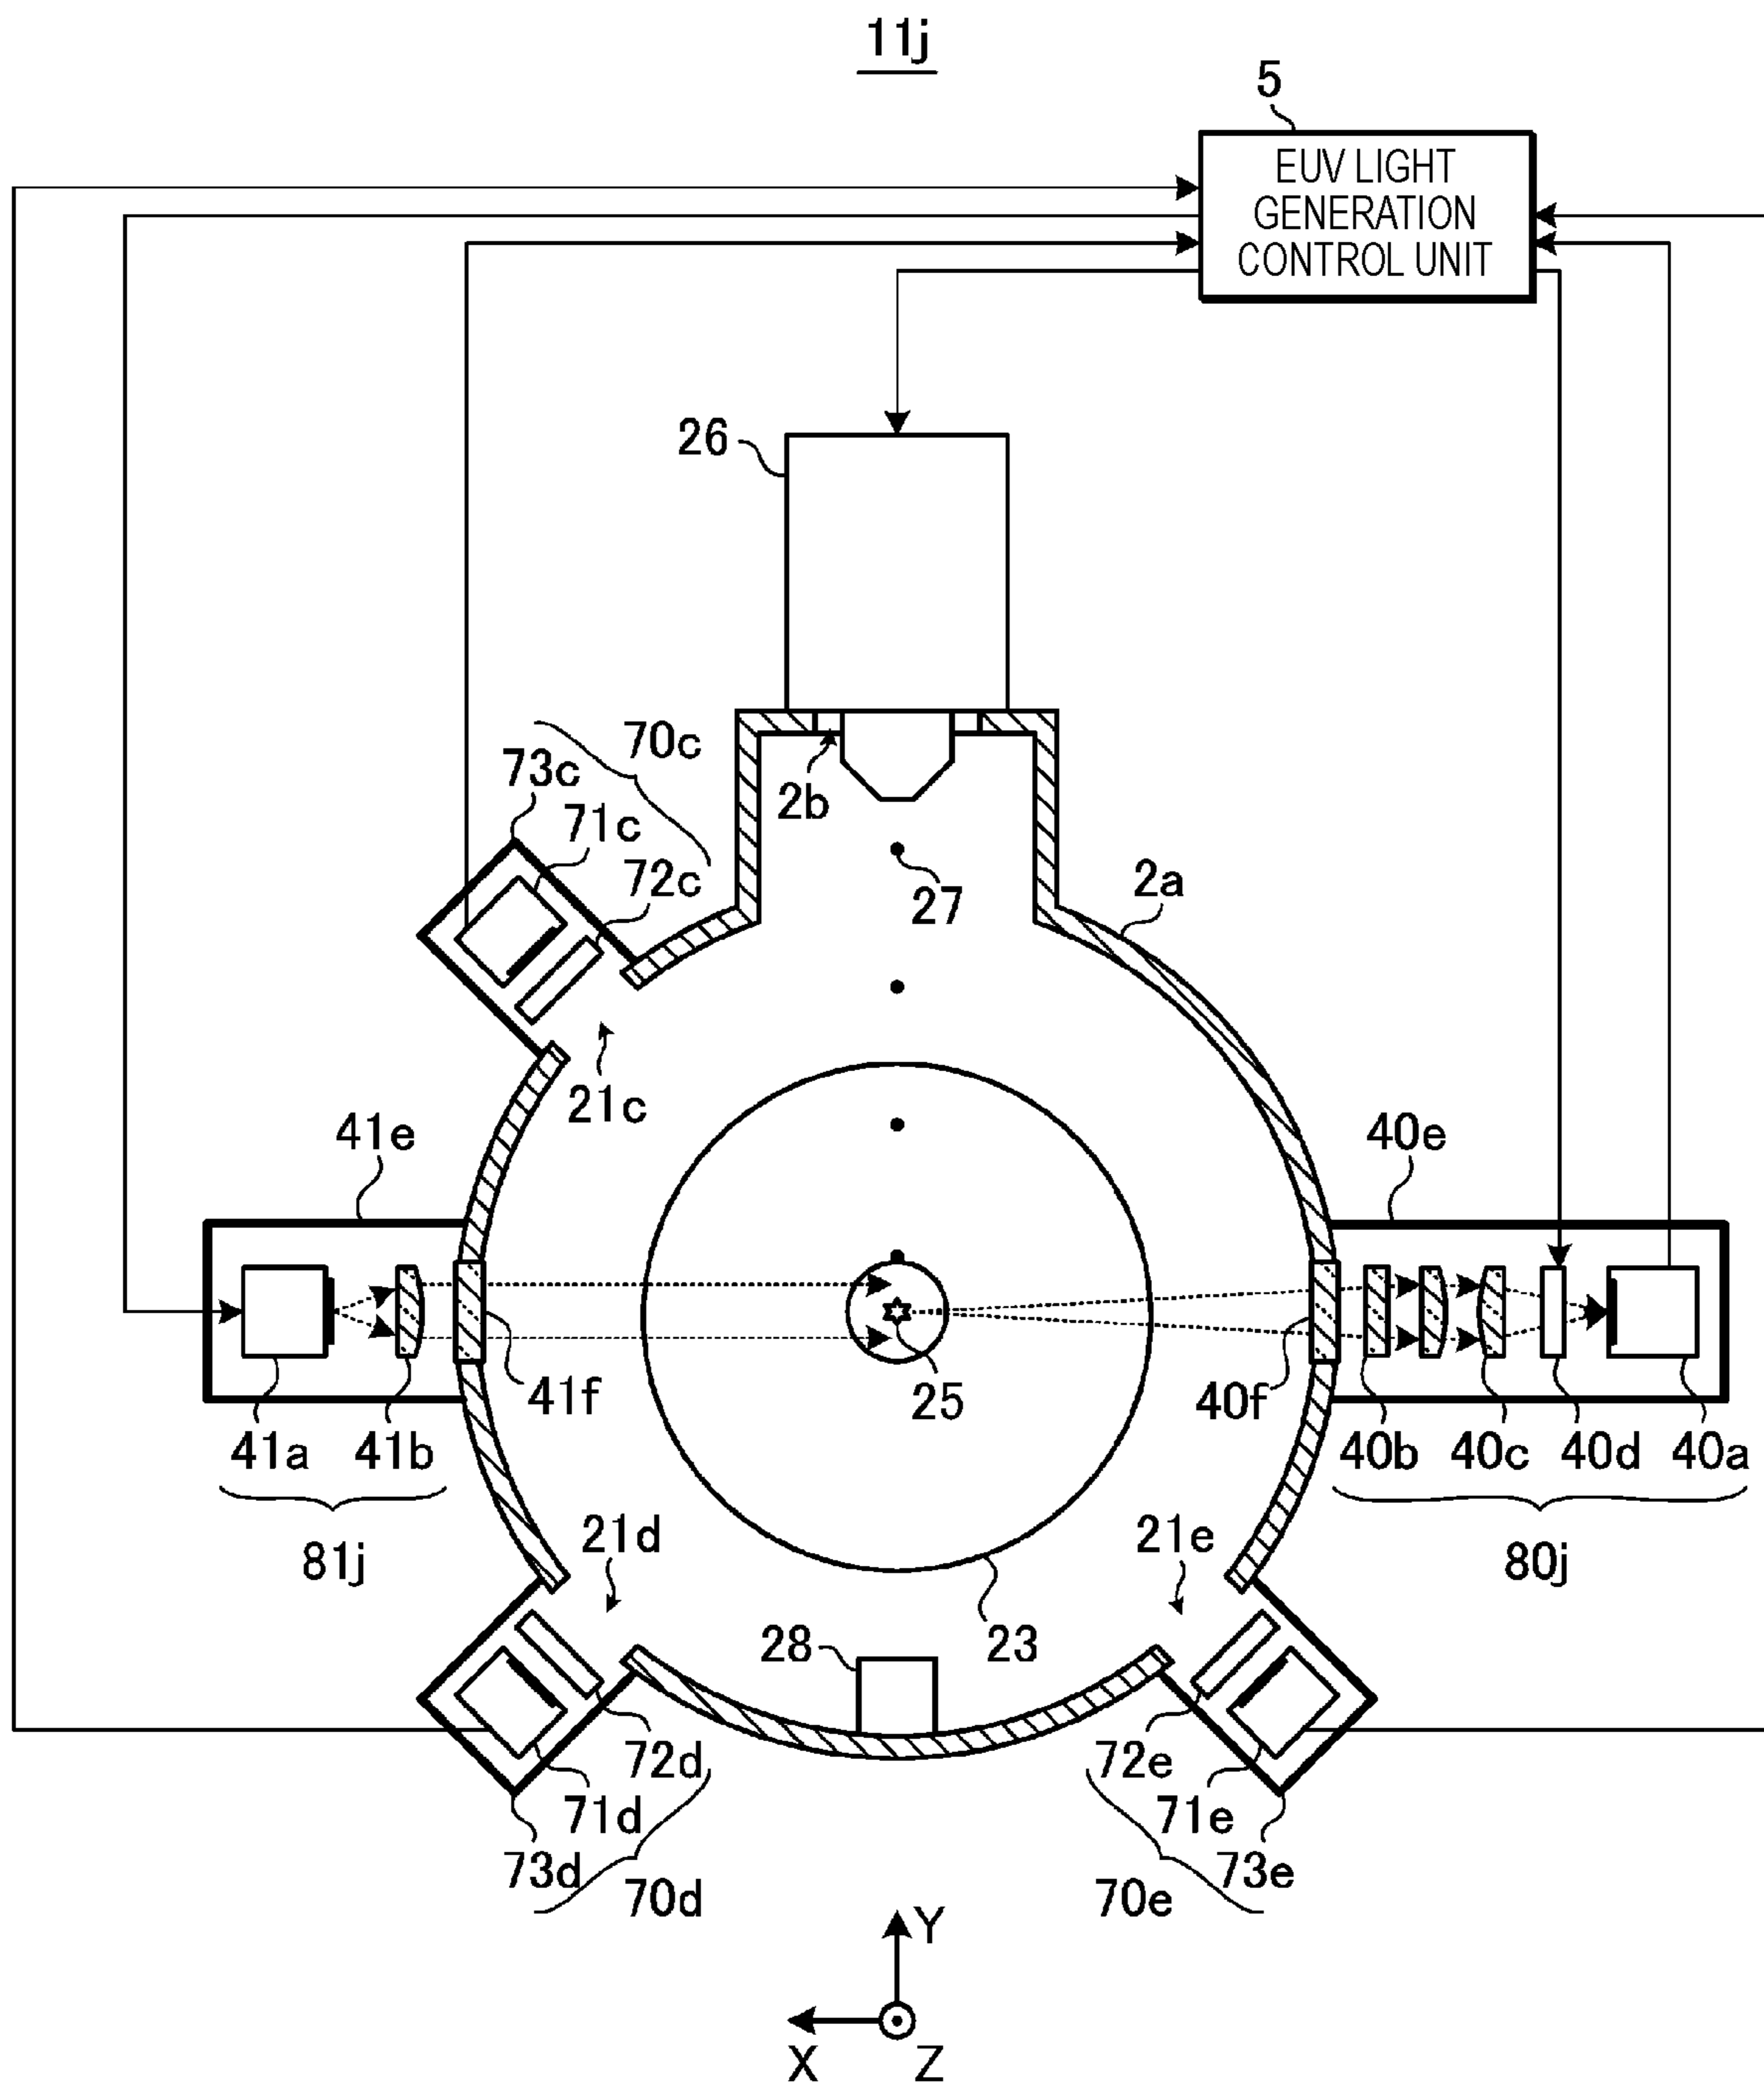 11j
5
EUV LIGHT
GENERATION
CONTROL UNIT
26
70c
73c
2b
71c
72c
27
2a
21c
41e
40e
41f
25
40f
41a
41b
40b
40c
40d
40a
81j
21d
21e
80j
28
23
72d
72e
71d
71e
73d
73e
70d
70e
Y
X
Z